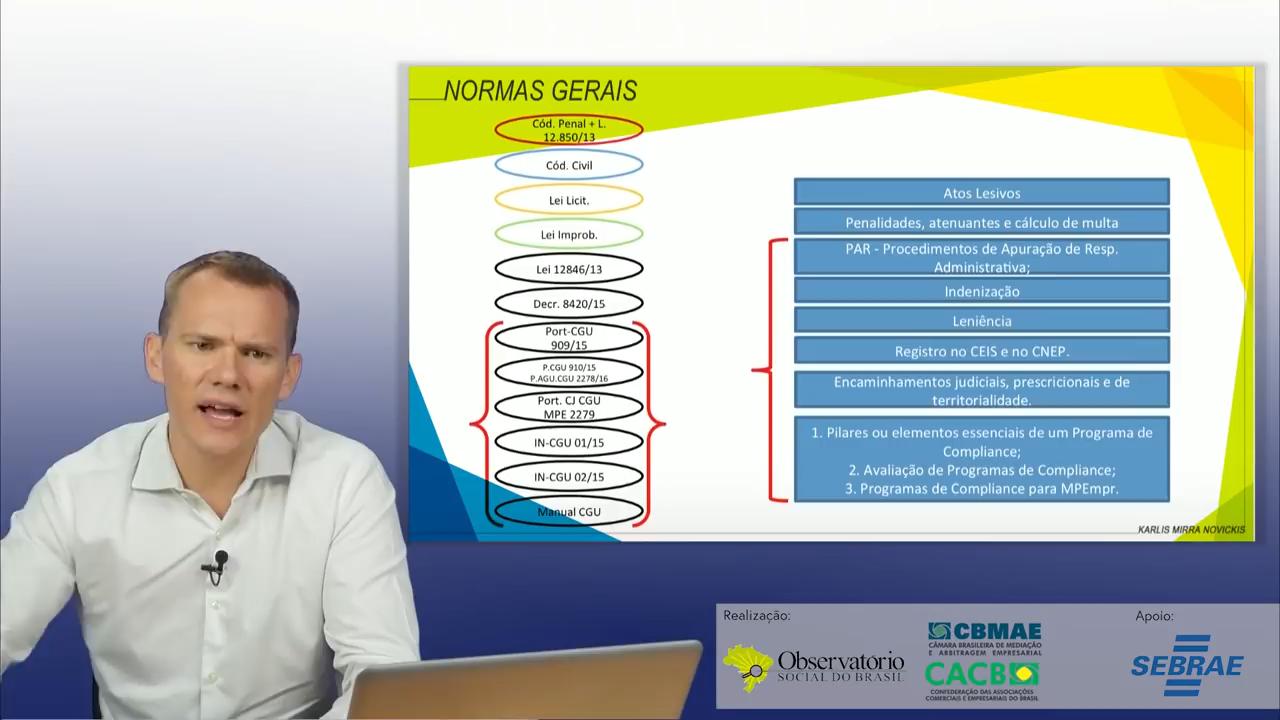 NORMAS GERAIS
Cód. Penal + L.
12.850/13
Cód. Civil
Lei Licit.
Lei Improb.
Lei 12846/13
Decr. 8420/15
Port-CGU
909/15
P.CGU 910/15
P.AGU.CGU 2278/16
Port. CJ CGU
MPE 2279
IN-CGU 01/15
IN-CGU 02/15
Manual CGU
Atos Lesivos
Penalidades, atenuantes e cálculo de multa
PAR - Procedimentos de Apuração de Resp.
Administrativa;
Indenização
Leniência
Registro no CEIS e no CNEP.
Encaminhamentos judiciais, prescricionais e de
territorialidade.
1. Pilares ou elementos essenciais de um Programa de
Compliance;
2. Avaliação de Programas de Compliance;
3. Programas de Compliance para MPEmpr.
KARLIS MIRRA NOVICKIS
Realização:
Observatório
SOCIAL DO BRASIL
CBMAE
CÂMARA BRASILEIRA DE MEDIAÇÃO
E ARBITRAGEM EMPRESARIAL
CACB
CONFEDERAÇÃO DAS ASSOCIAÇÕES
COMERCIAIS E EMPRESARIAIS DO BRASIL
Apoio:
SEBRAE